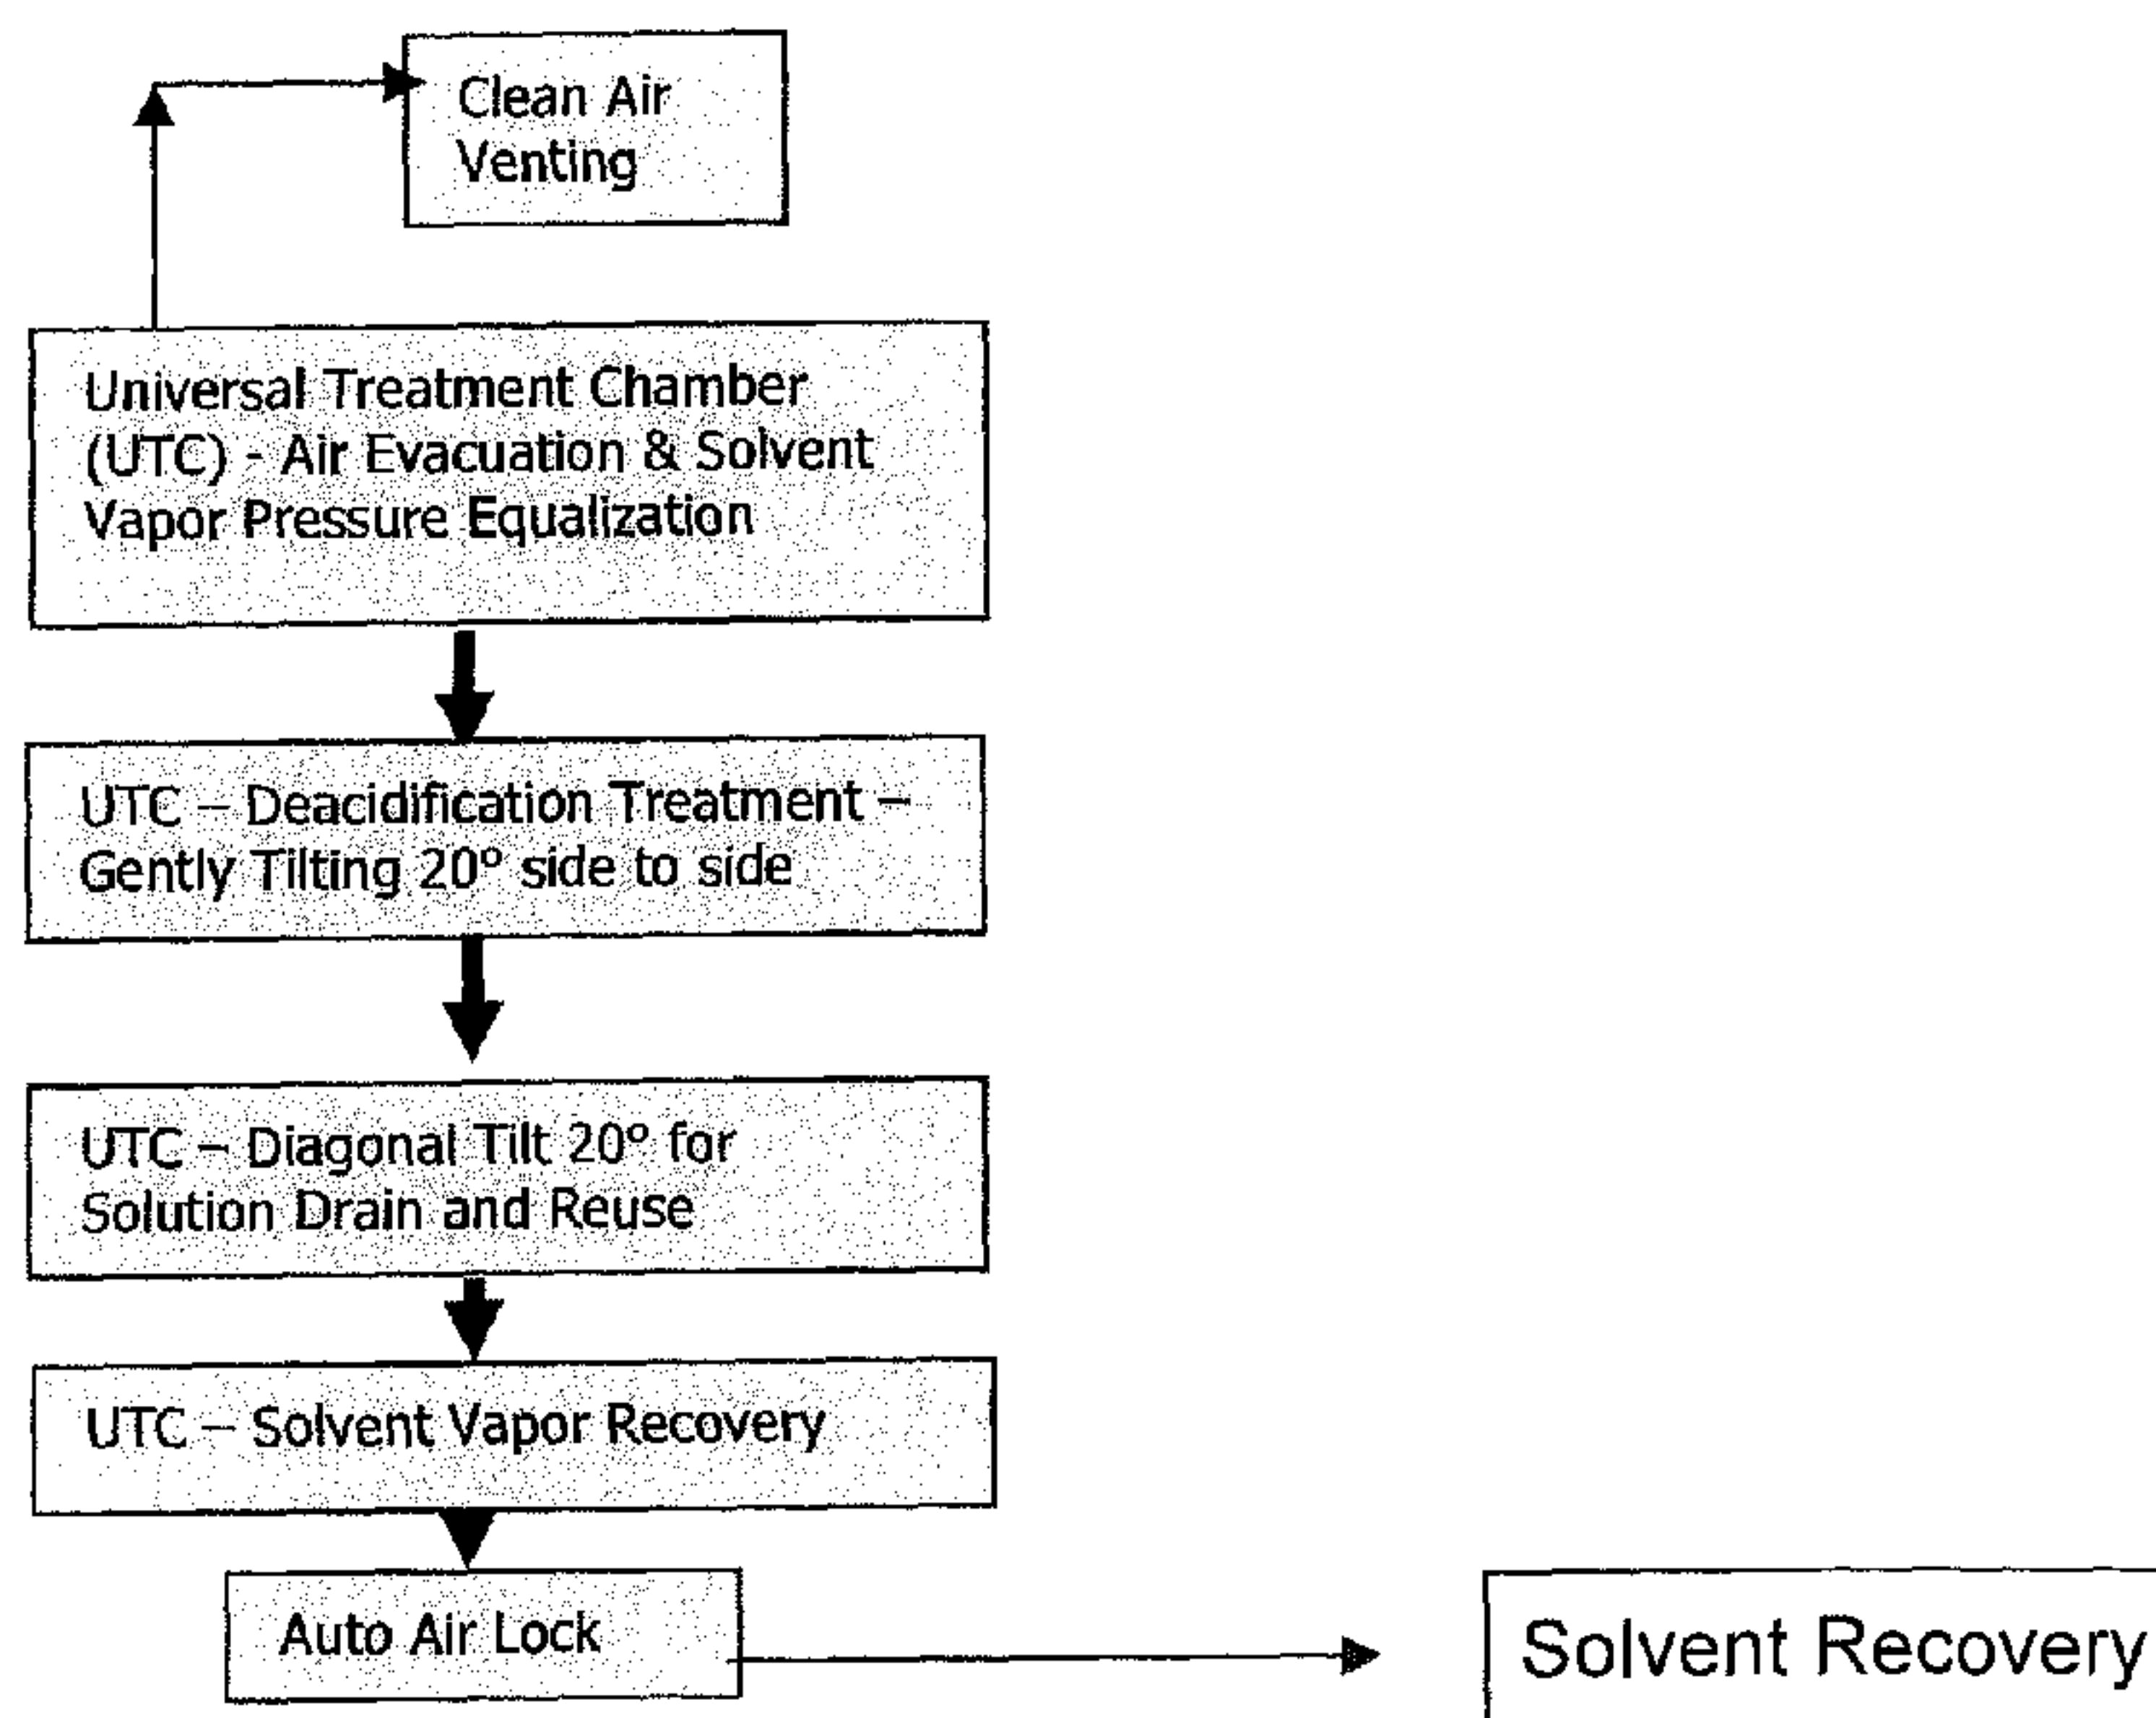 Clean Air
Venting
Universal Treatment Chamber
(UTC) - Air Evacuation & Solvent
Vapor Pressure Equalization
UTC – Deacidification Treatment –
Gently Tilting 20º side to side
UTC – Diagonal Tilt 20º for
Solution Drain and Reuse
UTC – Solvent Vapor Recovery
Auto Air Lock
Solvent Recovery